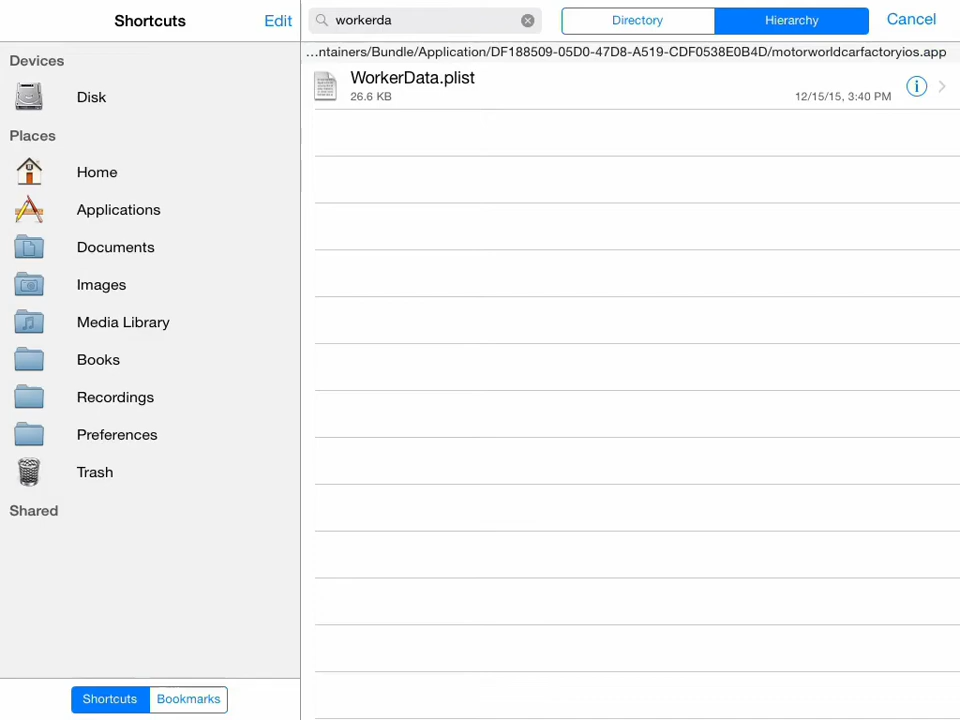 Shortcuts
Edit
Devices
Disk
Places
Home
Applications
Documents
Images
Media Library
Books
Recordings
Preferences
Trash
Shared
Shortcuts
Bookmarks
workerda
Directory
Hierarchy
Cancel
...ntainers/Bundle/Application/DF188509-05D0-47D8-A519-CDF0538E0B4D/motorworldcarfactoryios.app
WorkerData.plist
26.6 KB
12/15/15, 3:40 PM